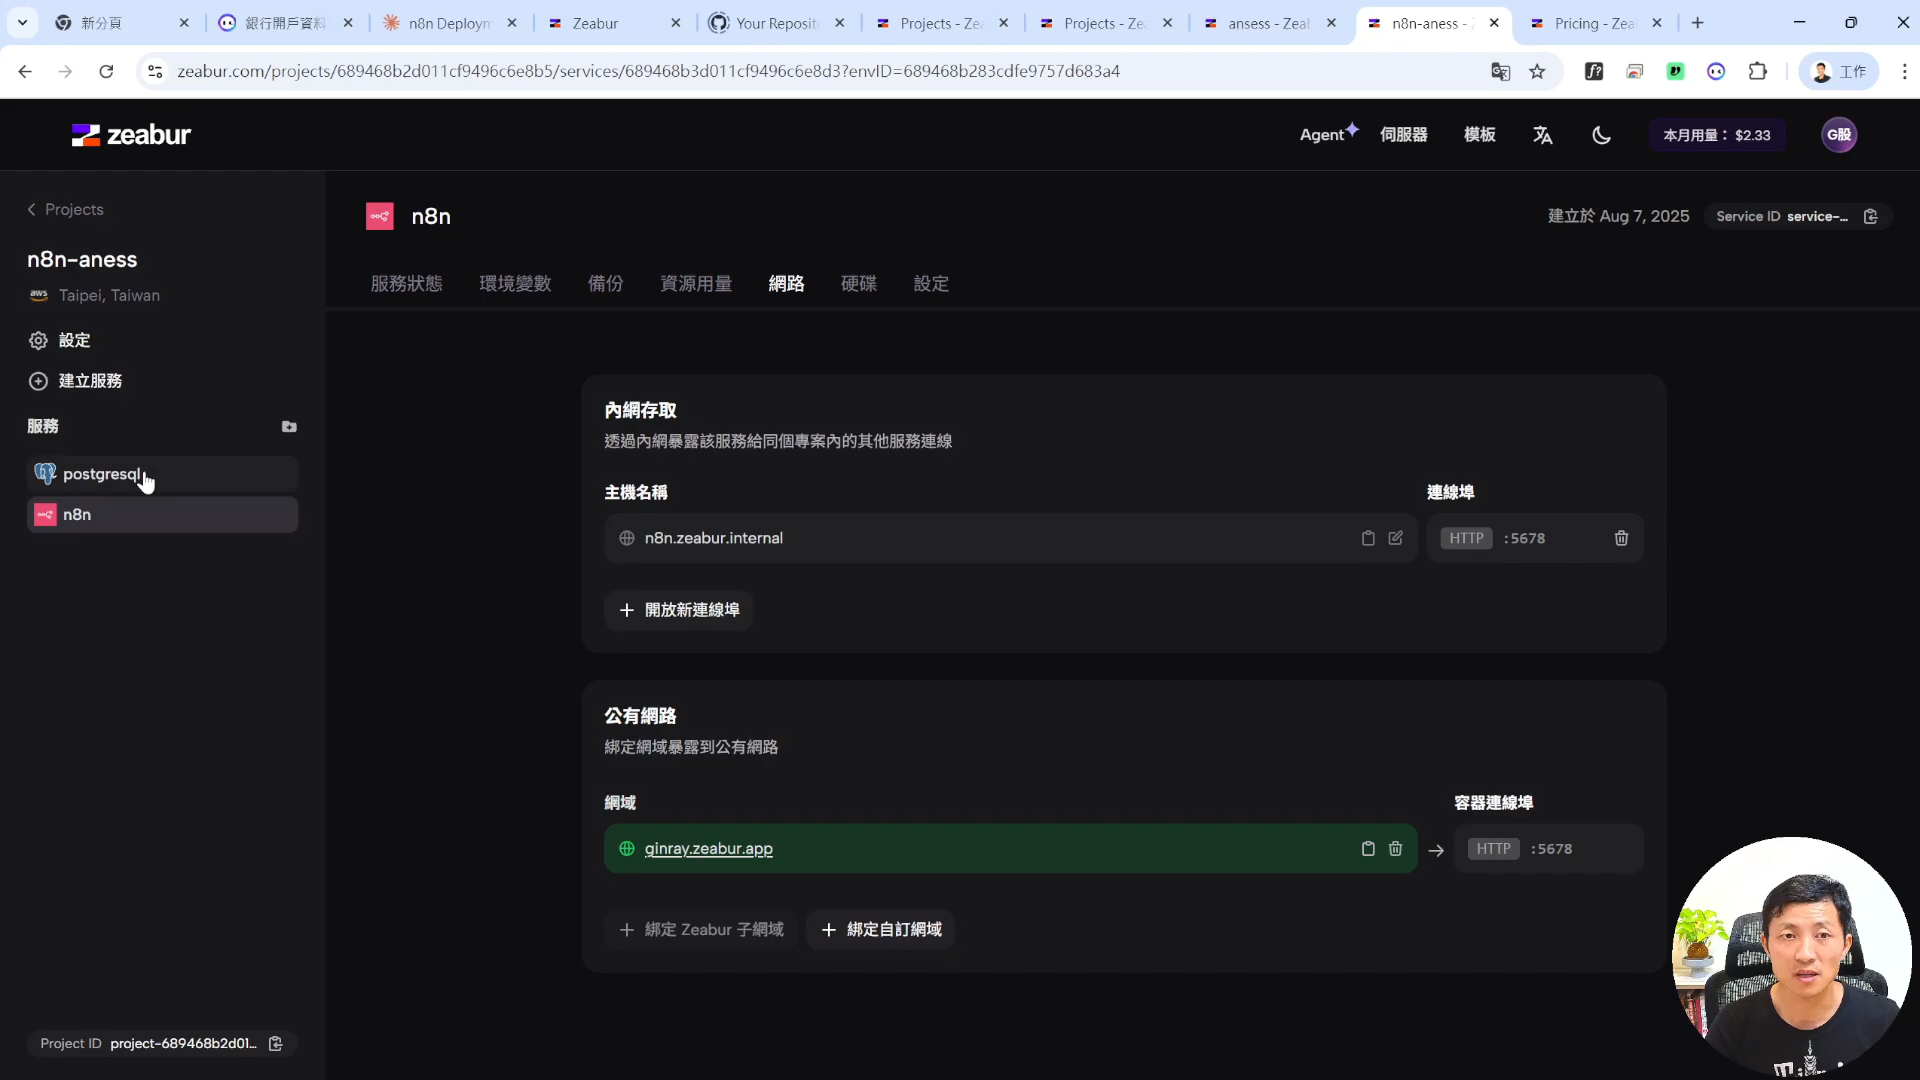 新分頁
銀行開戶資料
n8n Deploym
Zeabur
Your Reposit
Projects - Zea
Projects - Zea
ansess - Zeab
n8n-aness - Z
Pricing - Zea
zeabur.com/projects/689468b2d011cf9496c6e8b5/services/689468b3d011cf9496c6e8d3?envID=689468b283cdfe9757d683a4
工作
zeabur
Agent
伺服器
模板
本月用量： $2.33
G股
Projects
n8n-aness
aws Taipei, Taiwan
設定
建立服務
服務
postgresql
n8n
Project ID project-689468b2d01...
n8n
建立於 Aug 7, 2025
Service ID service-...
服務狀態
環境變數
備份
資源用量
網路
硬碟
設定
內網存取
透過內網暴露該服務給同個專案內的其他服務連線
主機名稱
連線埠
n8n.zeabur.internal
HTTP :5678
開放新連線埠
公有網路
綁定網域暴露到公有網路
網域
容器連線埠
ginray.zeabur.app
HTTP :5678
綁定 Zeabur 子網域
綁定自訂網域